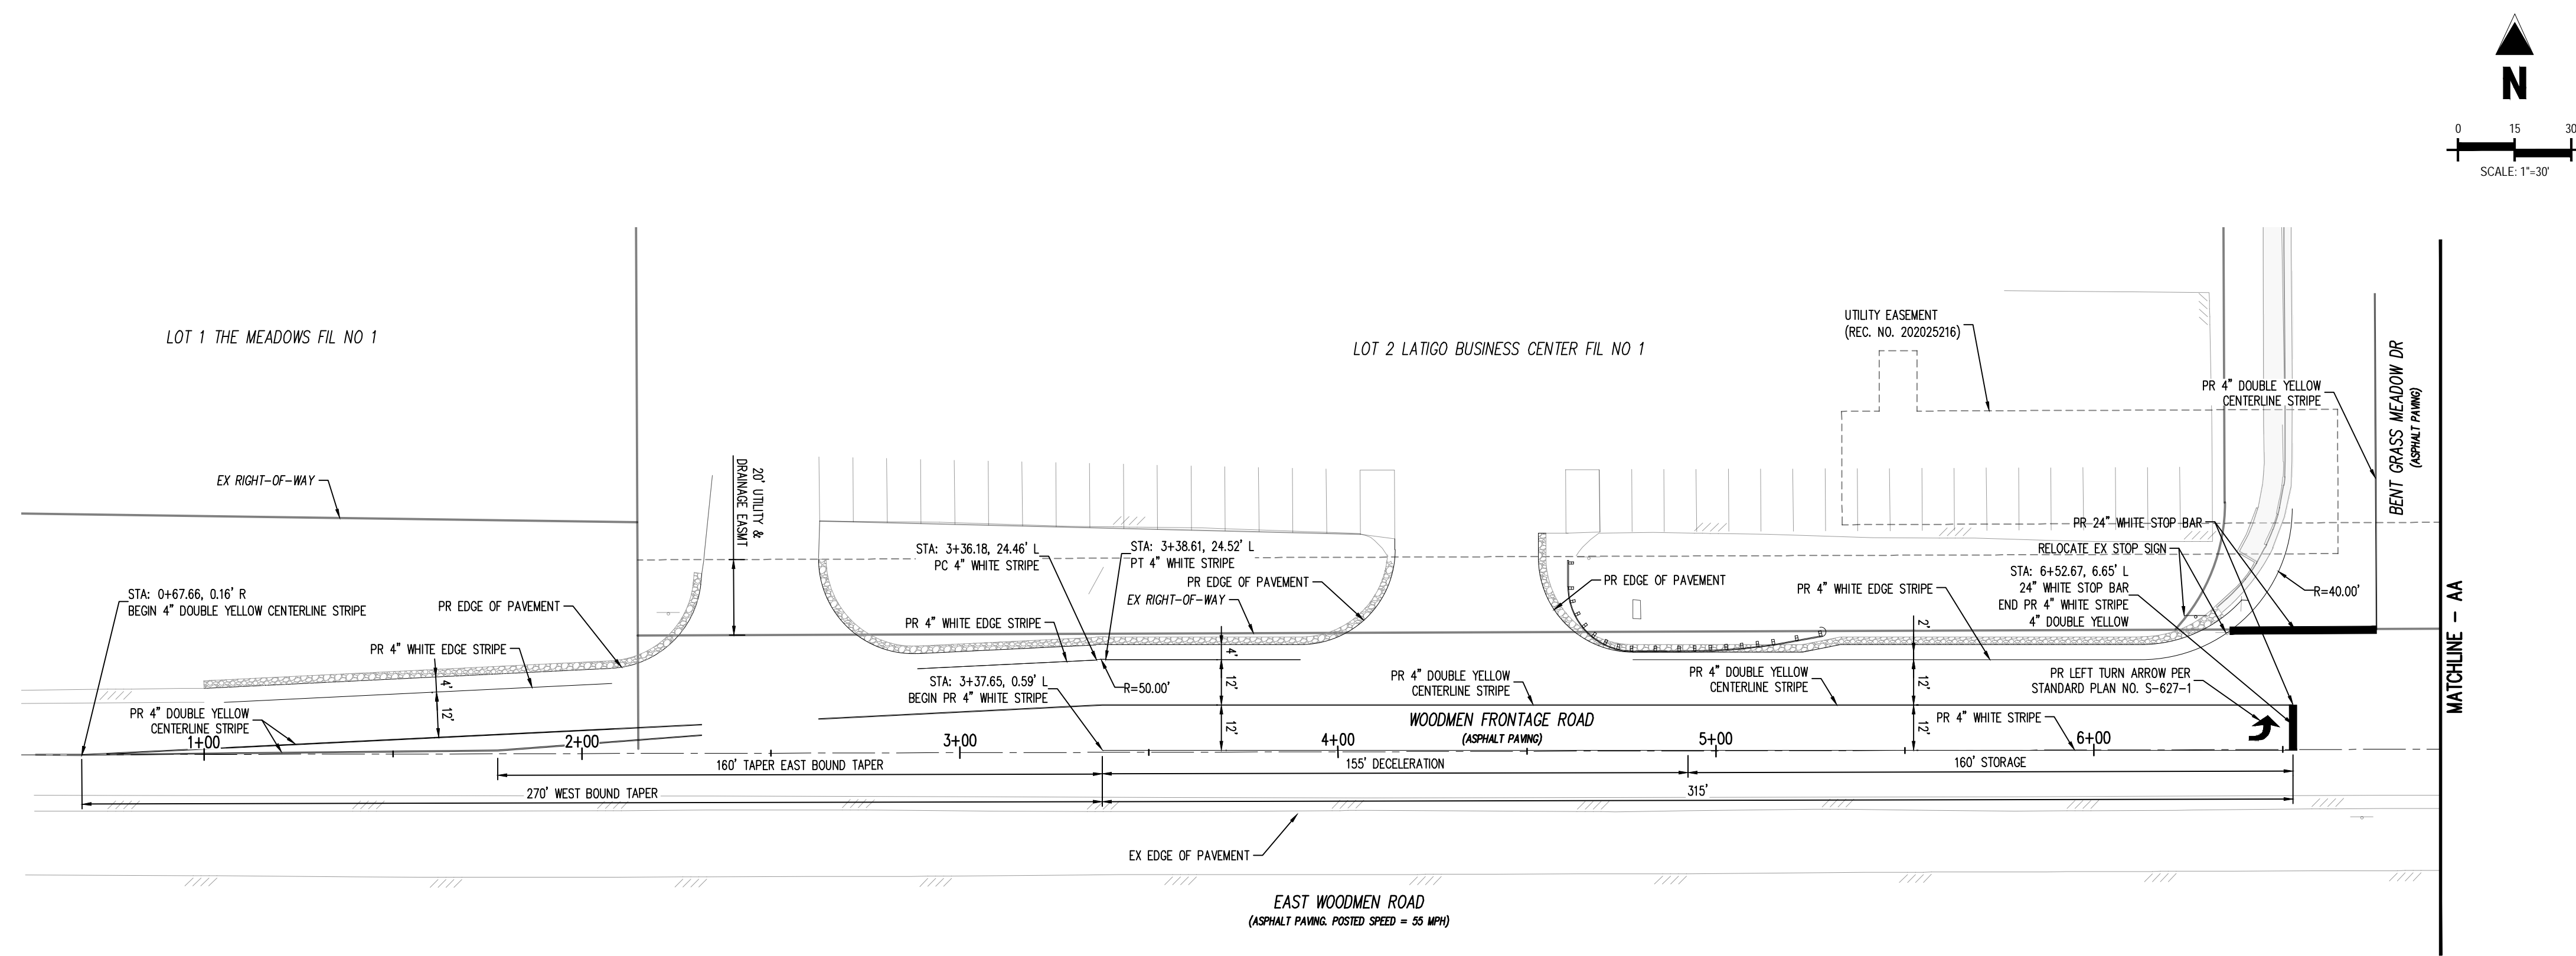 N
0 15 30
SCALE: 1"=30'
UTILITY EASEMENT
(REC. NO. 202025216)
LOT 1 THE MEADOWS FIL NO 1
LOT 2 LATIGO BUSINESS CENTER FIL NO 1
BENT GRASS MEADOW DR
(ASPHALT PAVING)
PR 4" DOUBLE YELLOW
CENTERLINE STRIPE
EX RIGHT-OF-WAY
20' UTILITY &
DRAINAGE EASMT
PR 24" WHITE STOP BAR
RELOCATE EX STOP SIGN
STA: 3+36.18, 24.46' L
PC 4" WHITE STRIPE
STA: 3+38.61, 24.52' L
PT 4" WHITE STRIPE
PR EDGE OF PAVEMENT
EX RIGHT-OF-WAY
PR EDGE OF PAVEMENT
PR 4" WHITE EDGE STRIPE
STA: 6+52.67, 6.65' L
24" WHITE STOP BAR
END PR 4" WHITE STRIPE
4" DOUBLE YELLOW
R=40.00'
MATCHLINE - AA
STA: 0+67.66, 0.16' R
BEGIN 4" DOUBLE YELLOW CENTERLINE STRIPE
PR EDGE OF PAVEMENT
PR 4" WHITE EDGE STRIPE
PR 4" WHITE EDGE STRIPE
4'
12'
4'
12'
12'
2'
12'
12'
R=50.00'
STA: 3+37.65, 0.59' L
BEGIN PR 4" WHITE STRIPE
PR 4" DOUBLE YELLOW
CENTERLINE STRIPE
PR 4" DOUBLE YELLOW
CENTERLINE STRIPE
PR LEFT TURN ARROW PER
STANDARD PLAN NO. S-627-1
PR 4" DOUBLE YELLOW
CENTERLINE STRIPE
WOODMEN FRONTAGE ROAD
(ASPHALT PAVING)
PR 4" WHITE STRIPE
1+00 2+00 3+00 4+00 5+00 6+00
160' TAPER EAST BOUND TAPER
155' DECELERATION
160' STORAGE
270' WEST BOUND TAPER
315'
EX EDGE OF PAVEMENT
EAST WOODMEN ROAD
(ASPHALT PAVING. POSTED SPEED = 55 MPH)